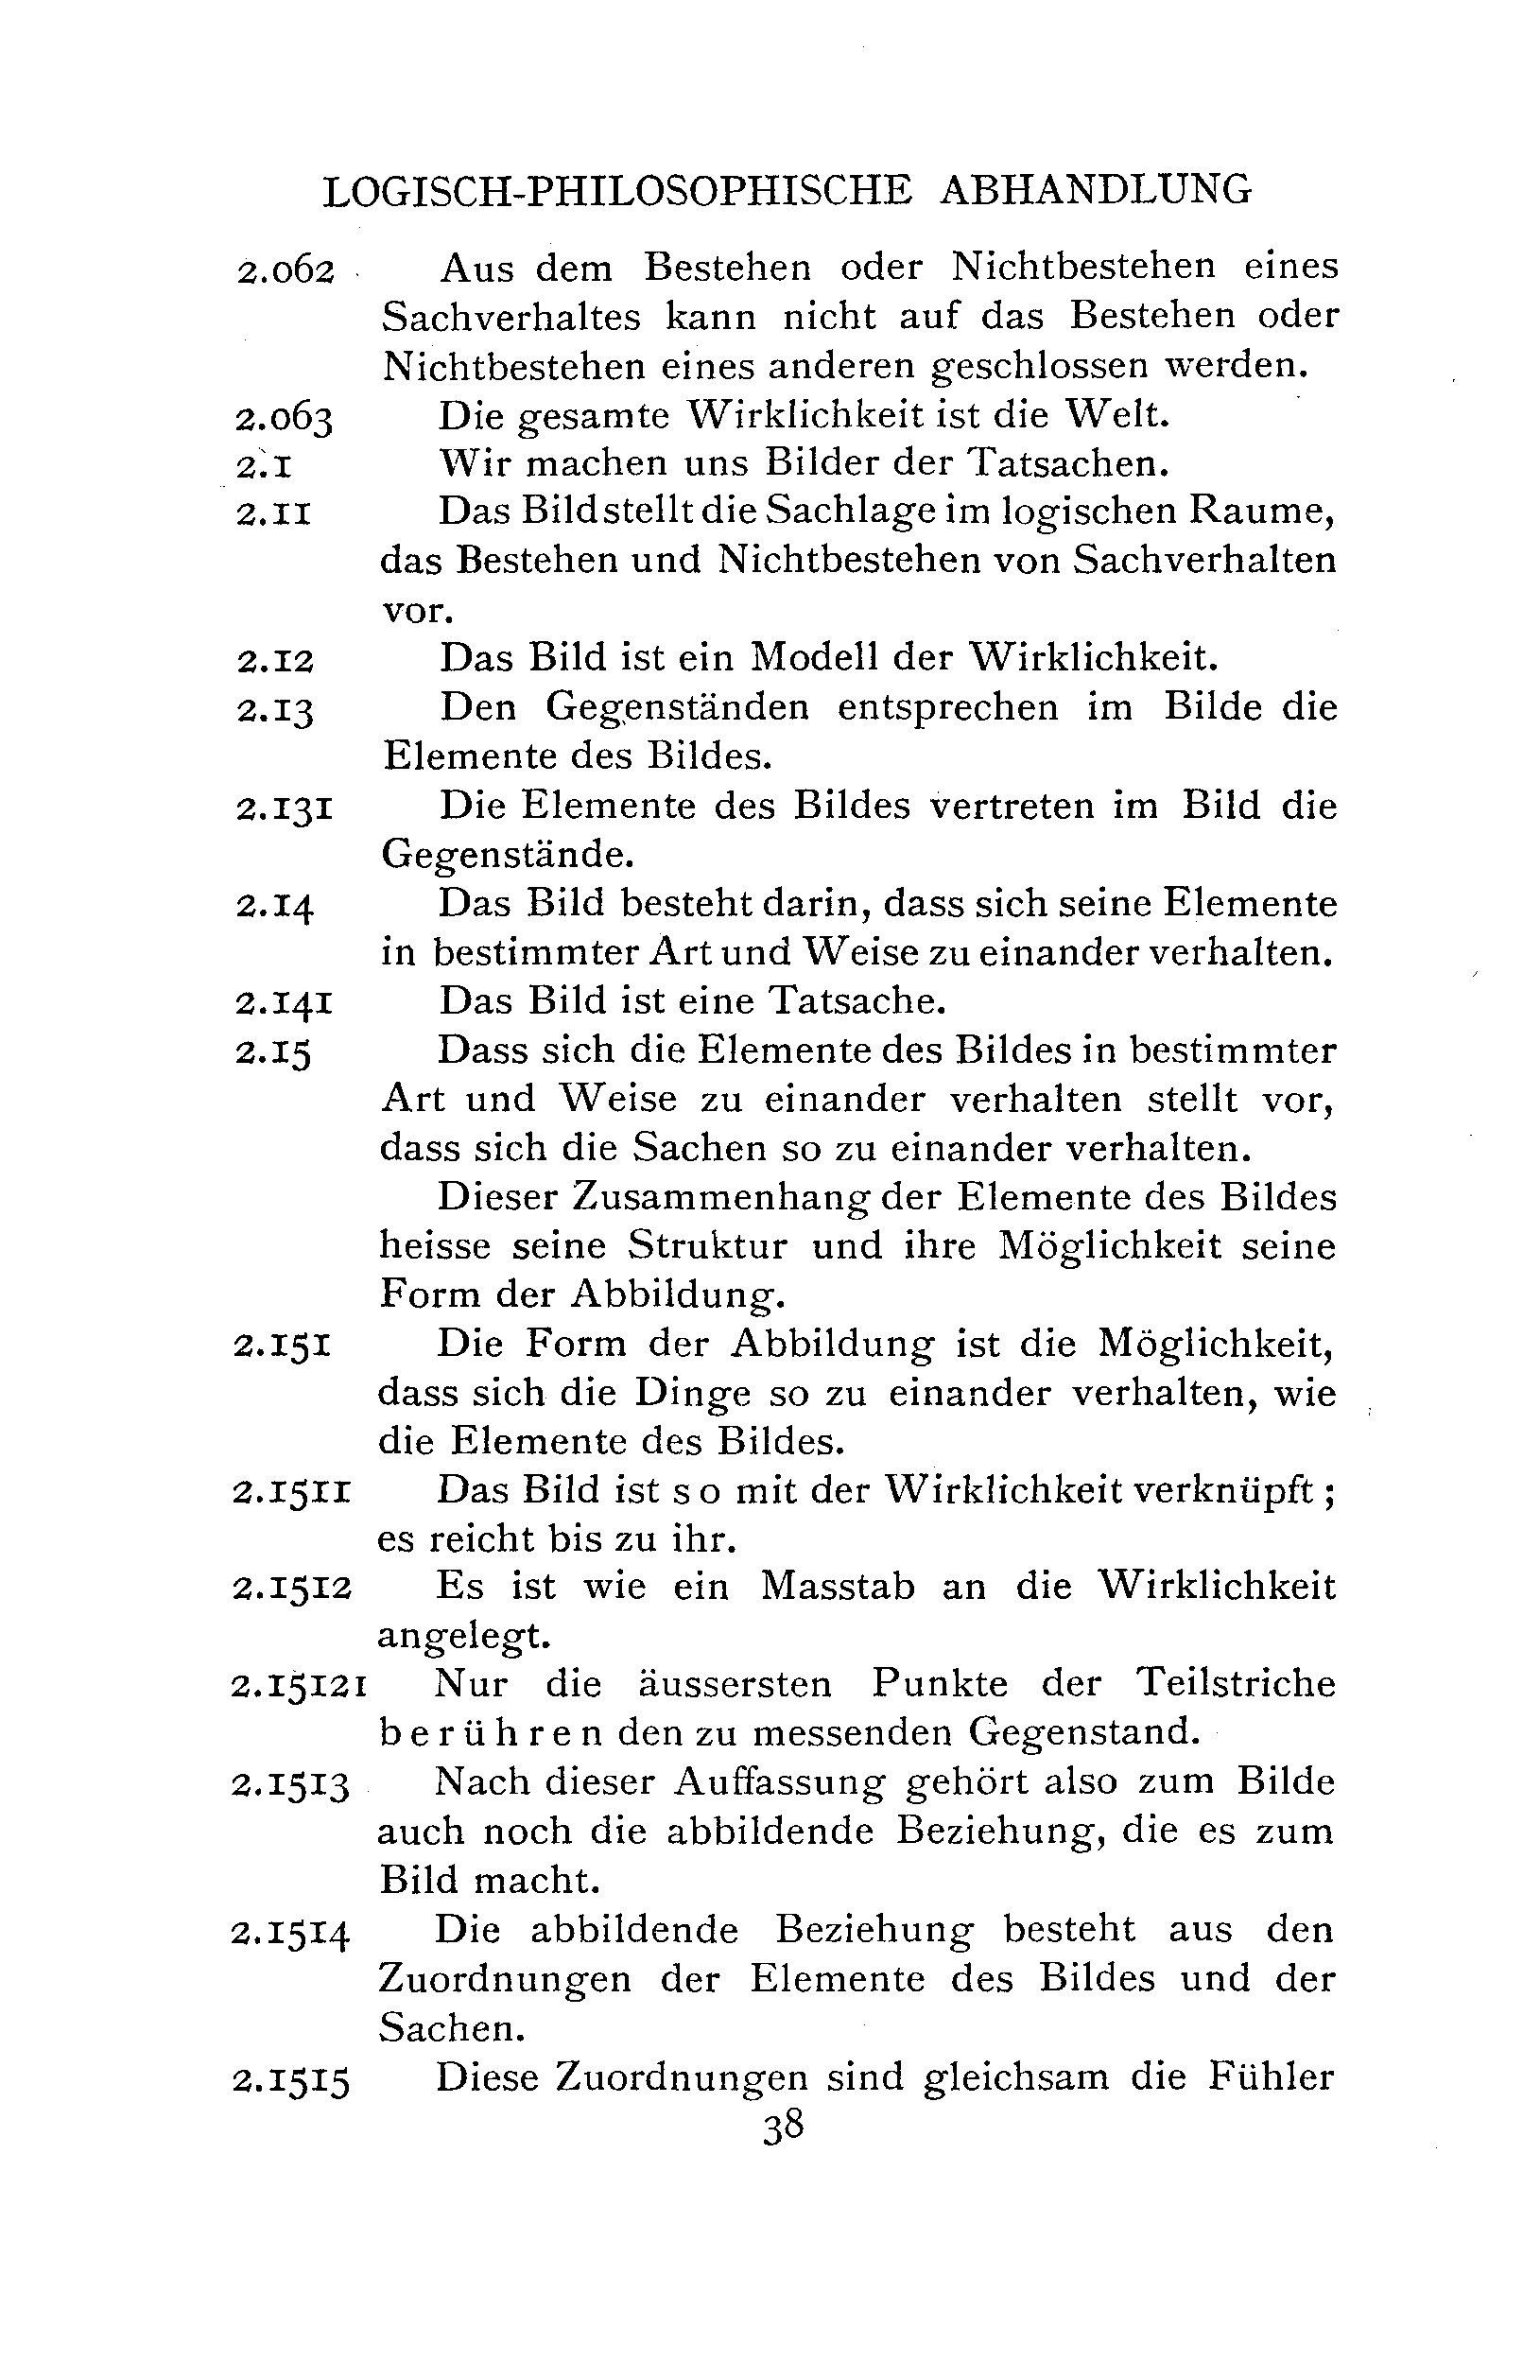 LOGISCH-PHILOSOPHISCHE ABHANDLUNG
2.062 Aus dem Bestehen oder Nichtbestehen eines
Sachverhaltes kann nicht auf das Bestehen oder
Nichtbestehen eines anderen geschlossen werden.
2.063 Die gesamte Wirklichkeit ist die Welt.
2.1 Wir machen uns Bilder der Tatsachen.
2.11 Das Bild stellt die Sachlage im logischen Raume,
das Bestehen und Nichtbestehen von Sachverhalten
vor.
2.12 Das Bild ist ein Modell der Wirklichkeit.
2.13 Den Gegenständen entsprechen im Bilde die
Elemente des Bildes.
2.131 Die Elemente des Bildes vertreten im Bild die
Gegenstände.
2.14 Das Bild besteht darin, dass sich seine Elemente
in bestimmter Art und Weise zu einander verhalten.
2.141 Das Bild ist eine Tatsache.
2.15 Dass sich die Elemente des Bildes in bestimmter
Art und Weise zu einander verhalten stellt vor,
dass sich die Sachen so zu einander verhalten.
Dieser Zusammenhang der Elemente des Bildes
heisse seine Struktur und ihre Möglichkeit seine
Form der Abbildung.
2.151 Die Form der Abbildung ist die Möglichkeit,
dass sich die Dinge so zu einander verhalten, wie
die Elemente des Bildes.
2.1511 Das Bild ist so mit der Wirklichkeit verknüpft ;
es reicht bis zu ihr.
2.1512 Es ist wie ein Masstab an die Wirklichkeit
angelegt.
2.15121 Nur die äussersten Punkte der Teilstriche
berühren den zu messenden Gegenstand.
2.1513 Nach dieser Auffassung gehört also zum Bilde
auch noch die abbildende Beziehung, die es zum
Bild macht.
2.1514 Die abbildende Beziehung besteht aus den
Zuordnungen der Elemente des Bildes und der
Sachen.
2.1515 Diese Zuordnungen sind gleichsam die Fühler
38